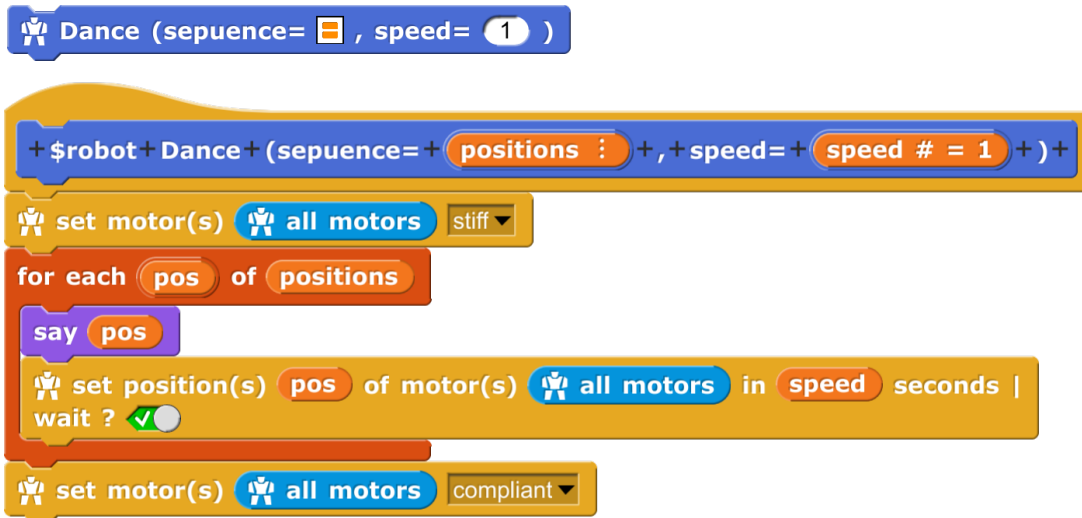 Dance (sepuence= , speed= 1 )
+ $robot + Dance + (sepuence= + positions ⋮ + , + speed= + speed # = 1 + ) +
set motor(s) all motors stiff
for each pos of positions
say pos
set position(s) pos of motor(s) all motors in speed seconds |
wait ?
set motor(s) all motors compliant